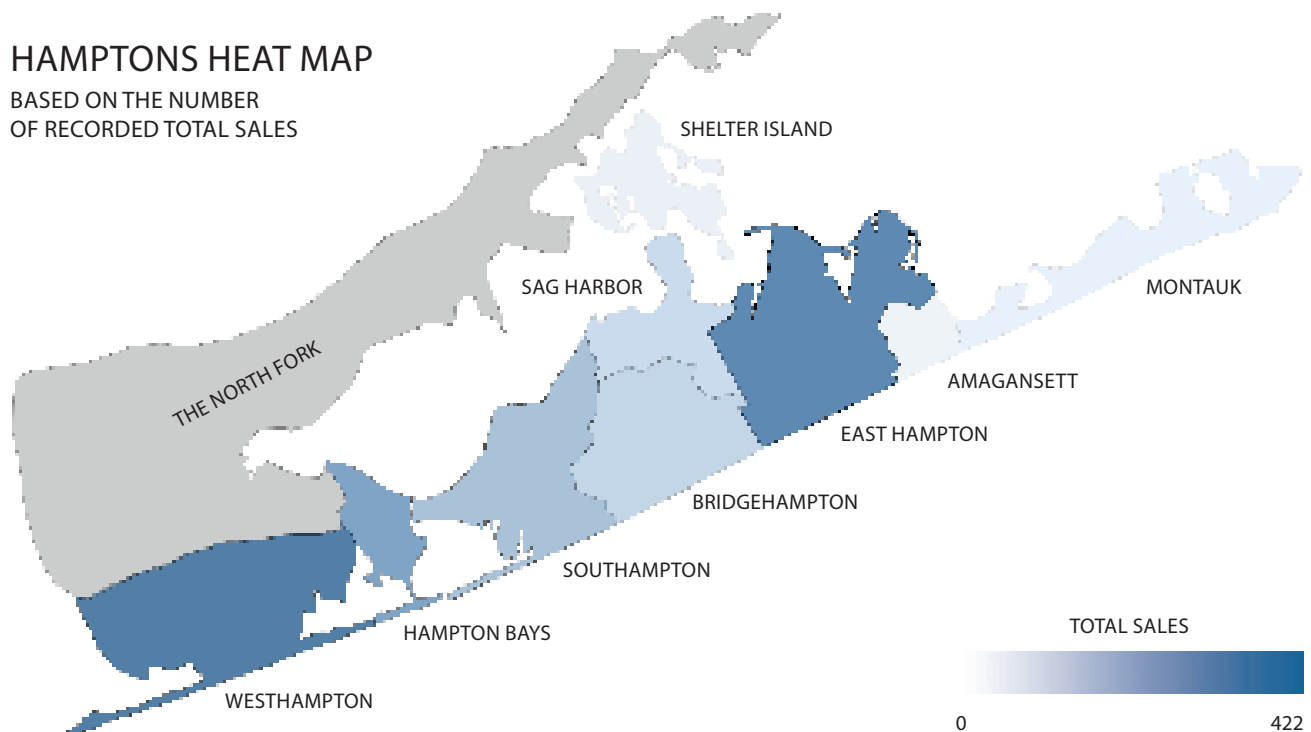 HAMPTONS HEAT MAP
BASED ON THE NUMBER
OF RECORDED TOTAL SALES
SHELTER ISLAND
SAG HARBOR
MONTAUK
THE NORTH FORK
AMAGANSETT
EAST HAMPTON
BRIDGEHAMPTON
SOUTHAMPTON
HAMPTON BAYS
WESTHAMPTON
TOTAL SALES
0
422